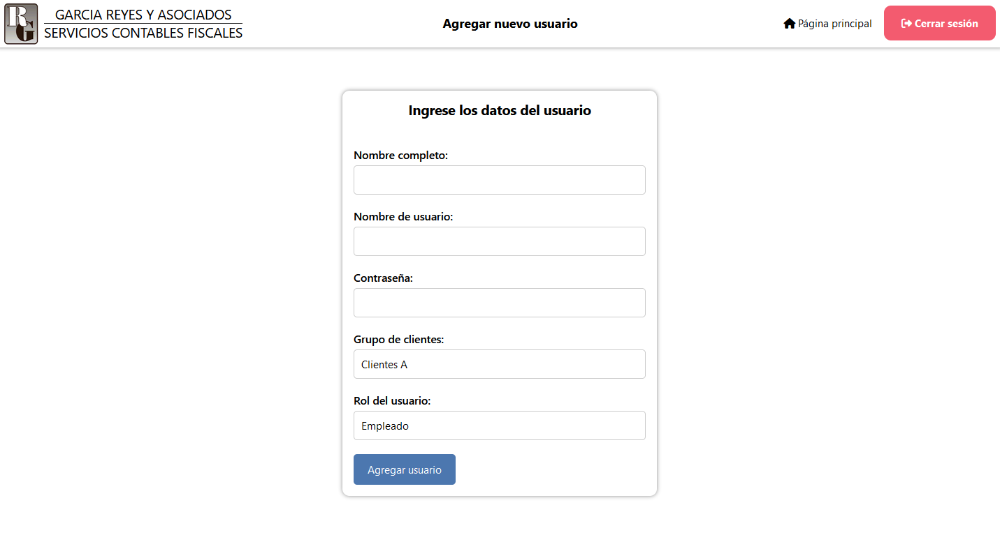 RG
GARCIA REYES Y ASOCIADOS
SERVICIOS CONTABLES FISCALES
Agregar nuevo usuario
Página principal
Cerrar sesión
Ingrese los datos del usuario
Nombre completo:
Nombre de usuario:
Contraseña:
Grupo de clientes:
Clientes A
Rol del usuario:
Empleado
Agregar usuario